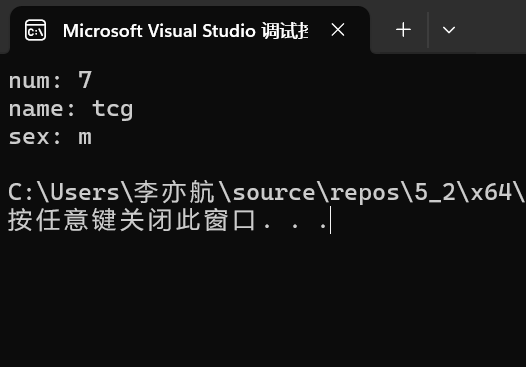 Microsoft Visual Studio 调试
num: 7
name: tcg
sex: m
C:\Users\李亦航\source\repos\5_2\x64\
按任意键关闭此窗口. . .